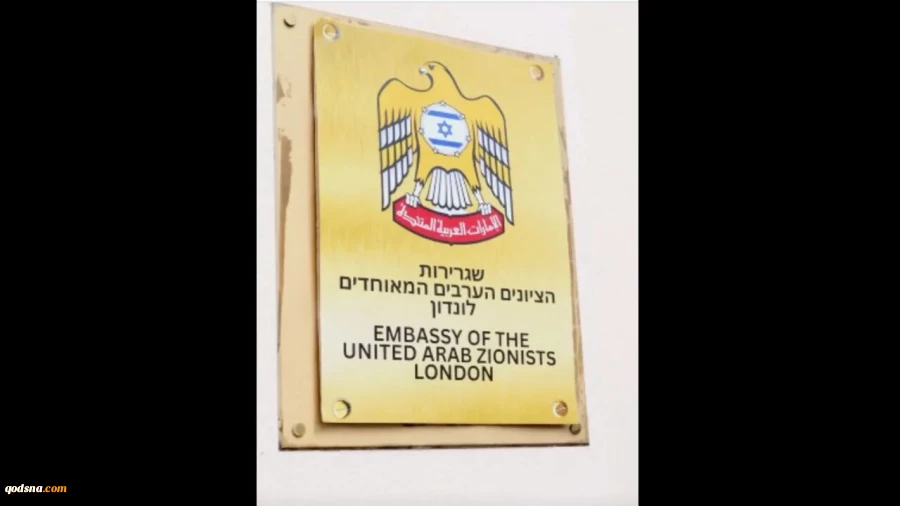 الإمارات العربية المتحدة
שגרירות
הציונים הערבים המאוחדים
לונדון
EMBASSY OF THE
UNITED ARAB ZIONISTS
LONDON
qodsna.com